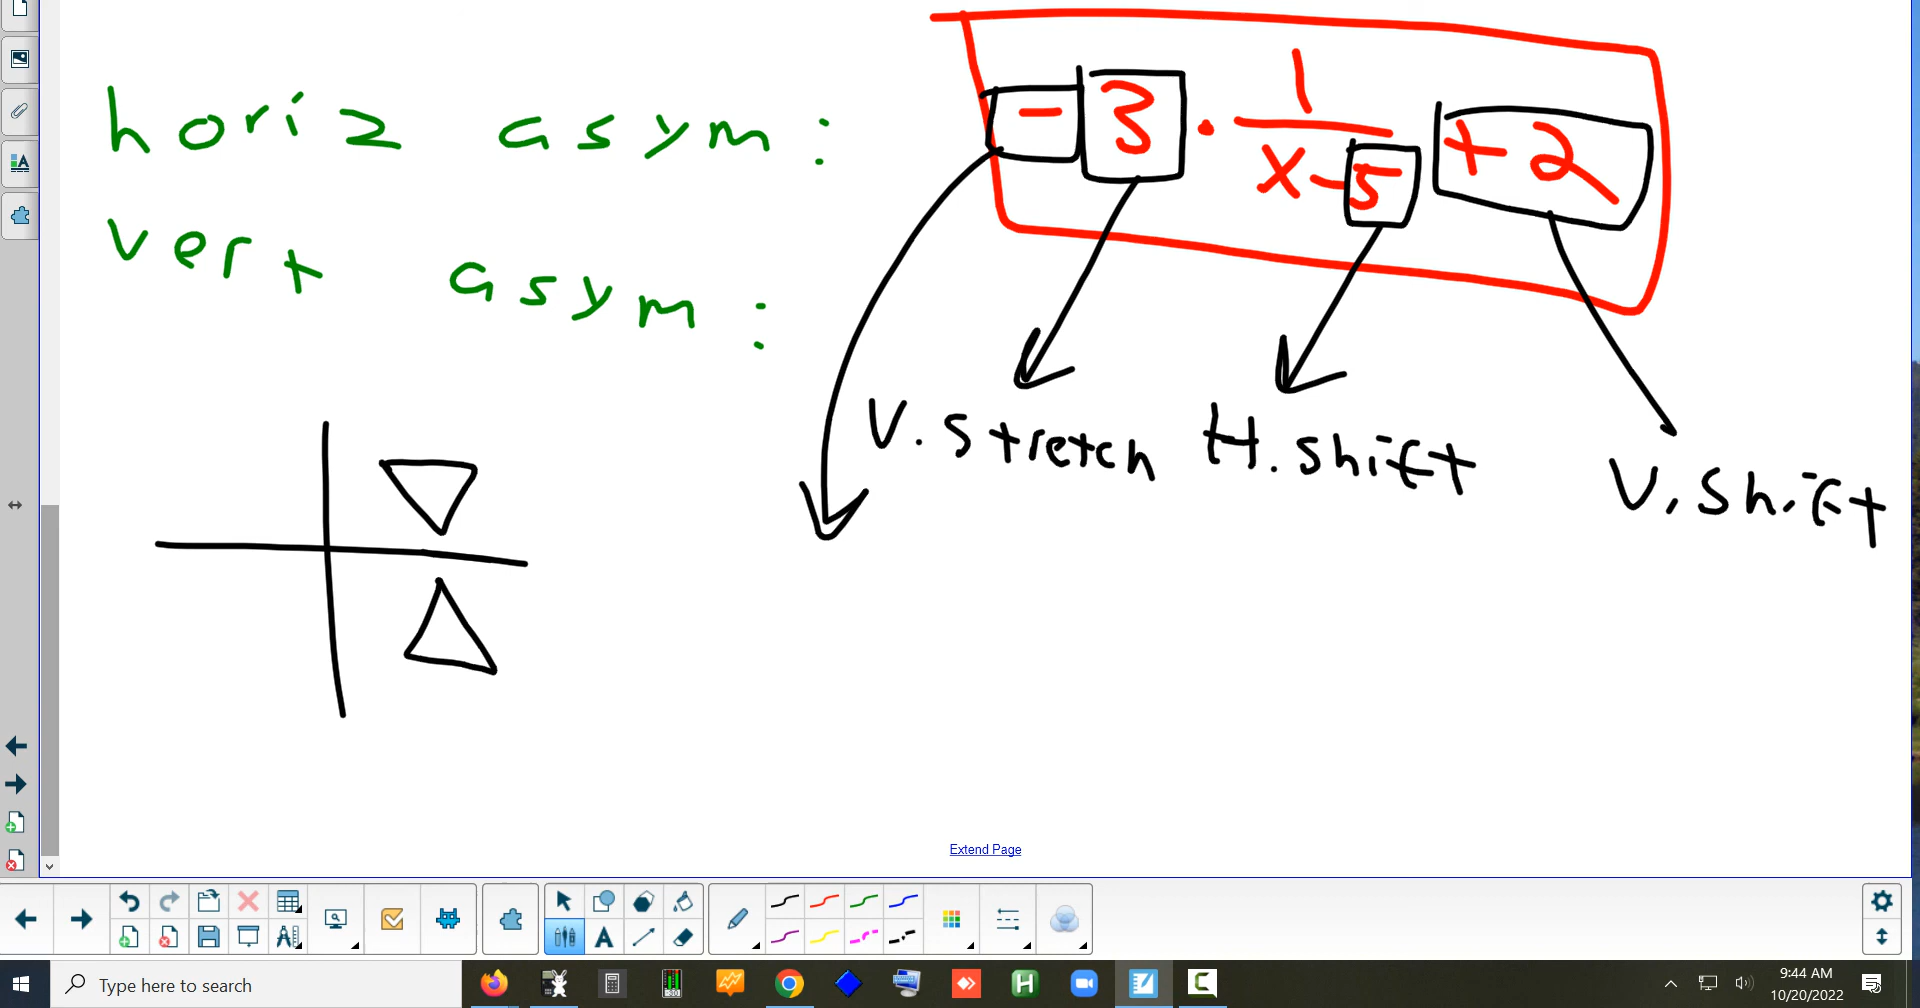 horiz asym:
vert asym:
- 3 · 1/(x-5) + 2
V. stretch
H. shift
V. shift
Extend Page
Type here to search
9:44 AM
10/20/2022